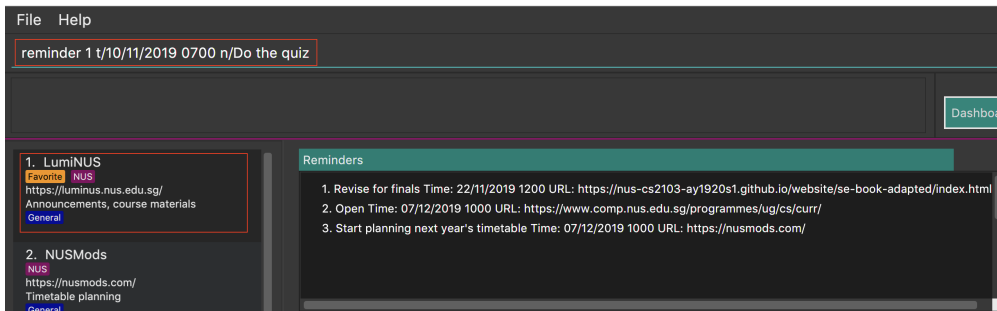 File Help
reminder 1 t/10/11/2019 0700 n/Do the quiz
Dashboa
1. LumiNUS
Favorite NUS
https://luminus.nus.edu.sg/
Announcements, course materials
General
2. NUSMods
NUS
https://nusmods.com/
Timetable planning
General
Reminders
1. Revise for finals Time: 22/11/2019 1200 URL: https://nus-cs2103-ay1920s1.github.io/website/se-book-adapted/index.html
2. Open Time: 07/12/2019 1000 URL: https://www.comp.nus.edu.sg/programmes/ug/cs/curr/
3. Start planning next year's timetable Time: 07/12/2019 1000 URL: https://nusmods.com/